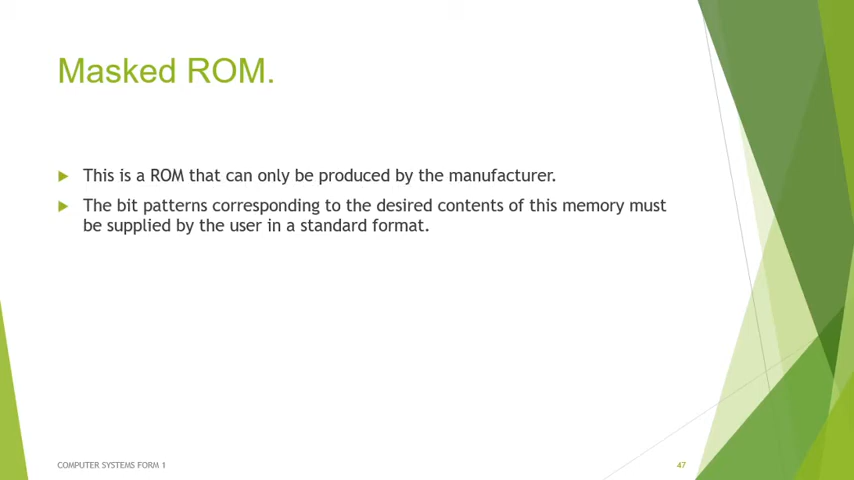 Masked ROM.
This is a ROM that can only be produced by the manufacturer.
The bit patterns corresponding to the desired contents of this memory must
be supplied by the user in a standard format.
COMPUTER SYSTEMS FORM 1
47